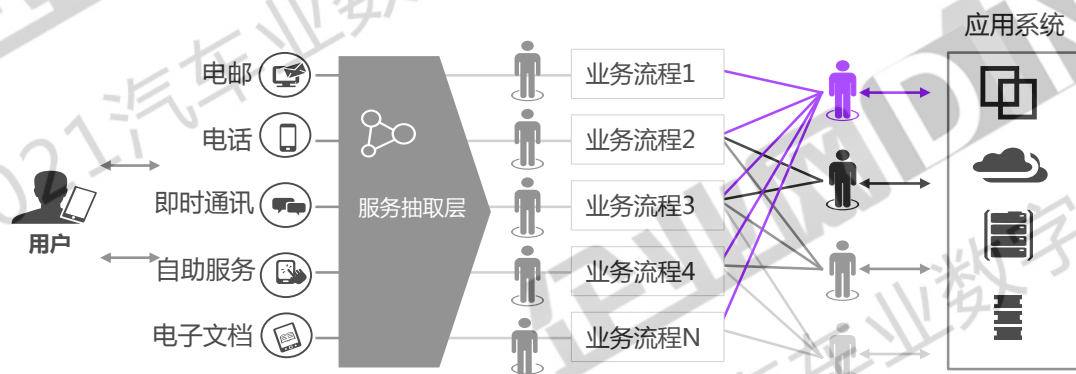 应用系统
电邮
电话
即时通讯
自助服务
电子文档
用户
服务抽取层
业务流程1
业务流程2
业务流程3
业务流程4
业务流程N